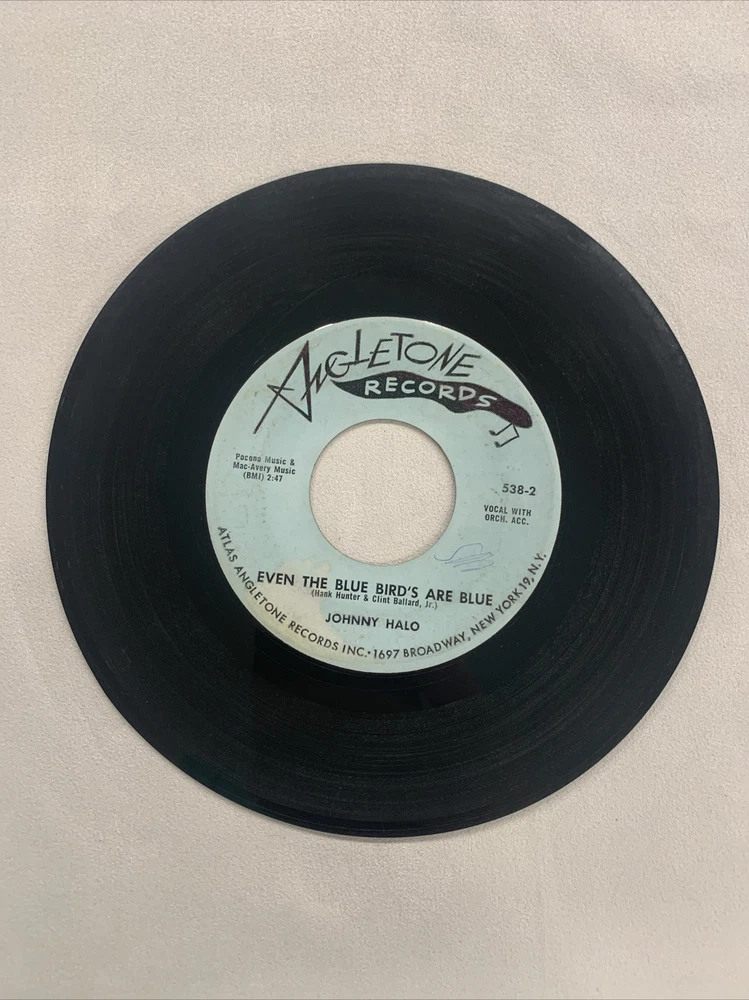 ANGLETONE
RECORDS
Pocono Music &
Mac-Avery Music
(BMI) 2:47
538-2
VOCAL WITH
ORCH. ACC.
EVEN THE BLUE BIRD'S ARE BLUE
(Hank Hunter & Clint Ballard, Jr.)
JOHNNY HALO
ATLAS ANGLETONE RECORDS INC. • 1697 BROADWAY, NEW YORK 19, N.Y.